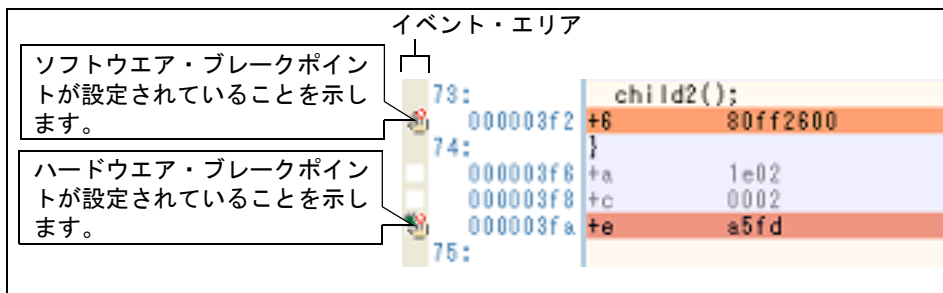 イベント・エリア
ソフトウエア・ブレークポイン
トが設定されていることを示し
ます。
ハードウエア・ブレークポイン
トが設定されていることを示し
ます。
73: child2();
000003f2 +6 80ff2600
74: }
000003f6 +a 1e02
000003f8 +c 0002
000003fa +e a5fd
75: